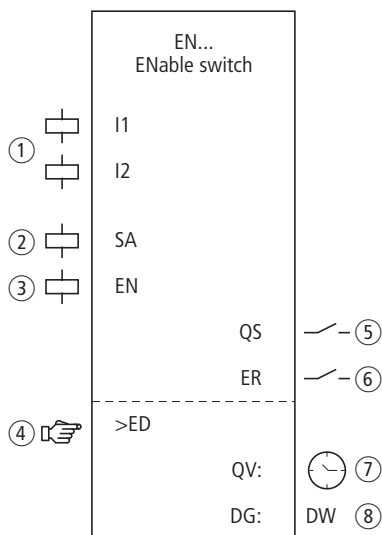 EN...
ENable switch
1 I1
I2
2 SA
3 EN
QS 5
ER 6
4 >ED
QV: 7
DG: DW 8